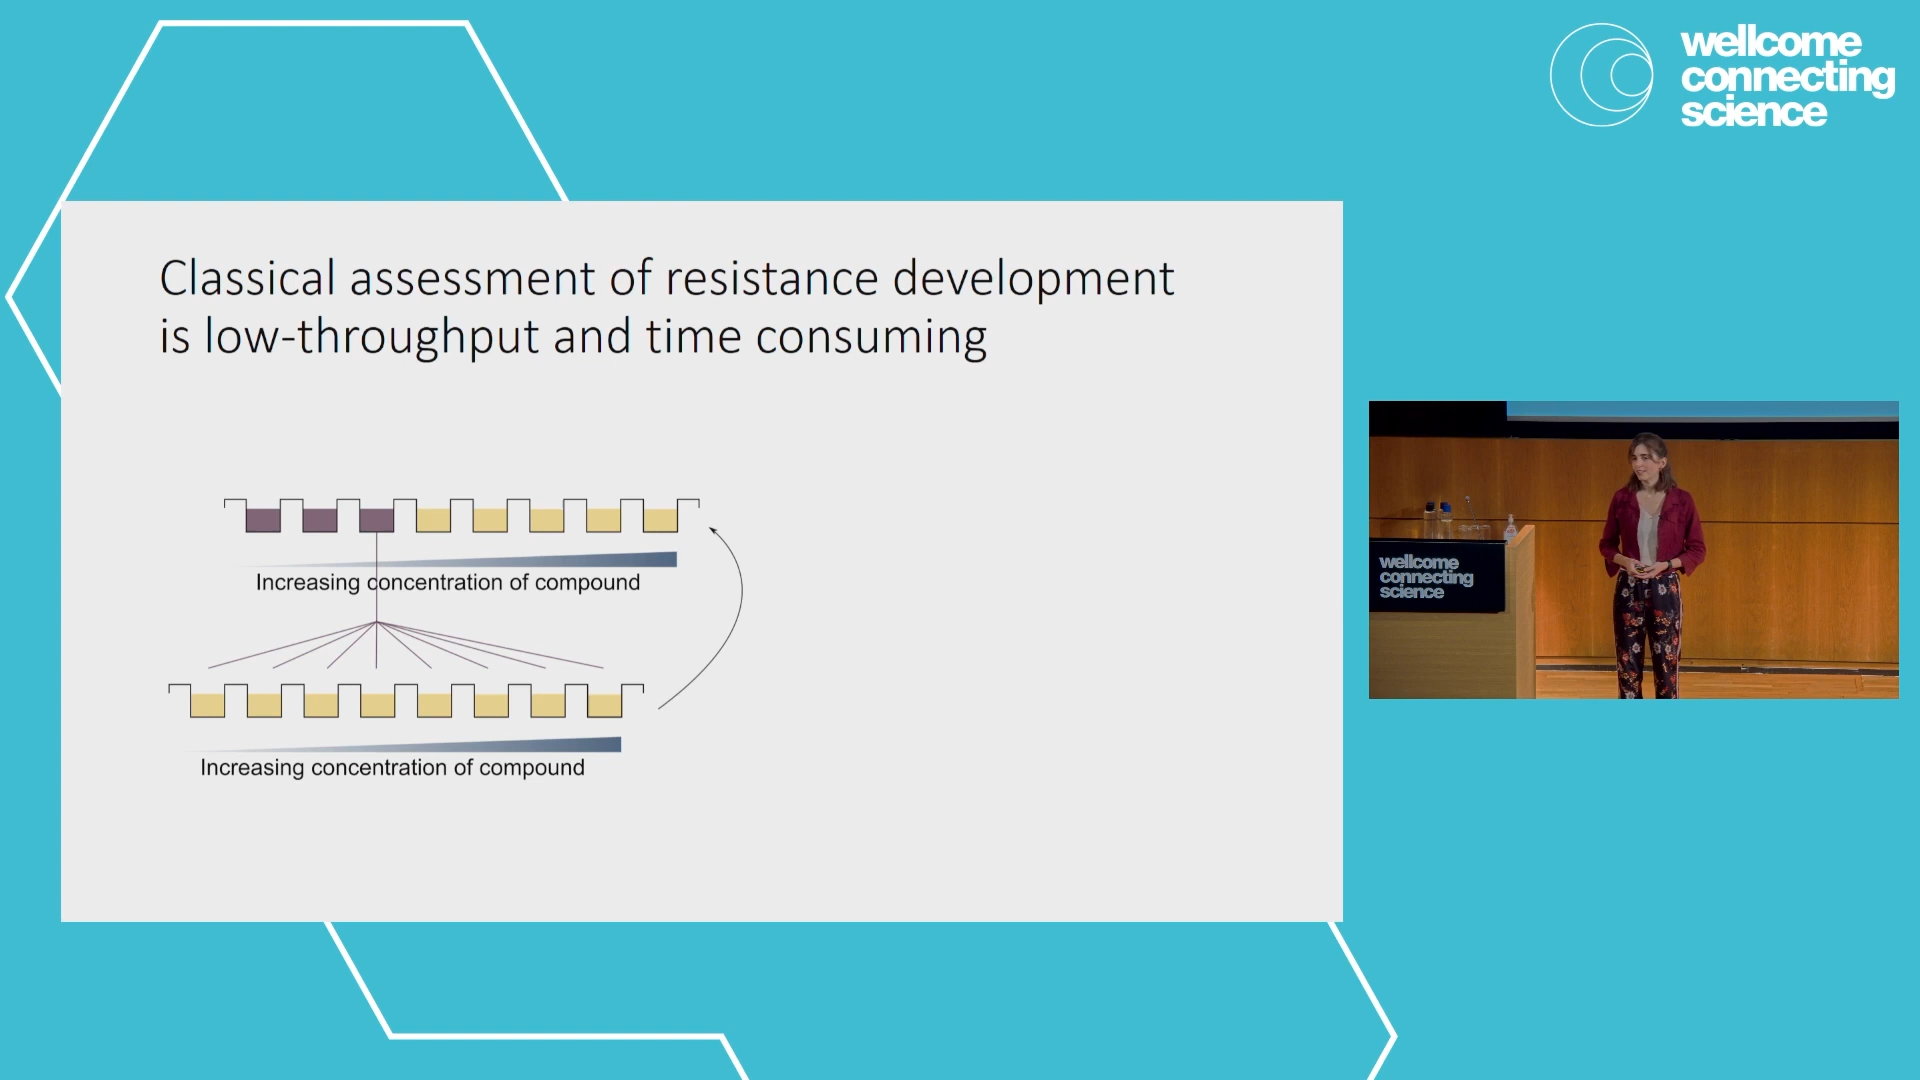 wellcome
connecting
science
Classical assessment of resistance development
is low-throughput and time consuming
Increasing concentration of compound
Increasing concentration of compound
wellcome
connecting
science